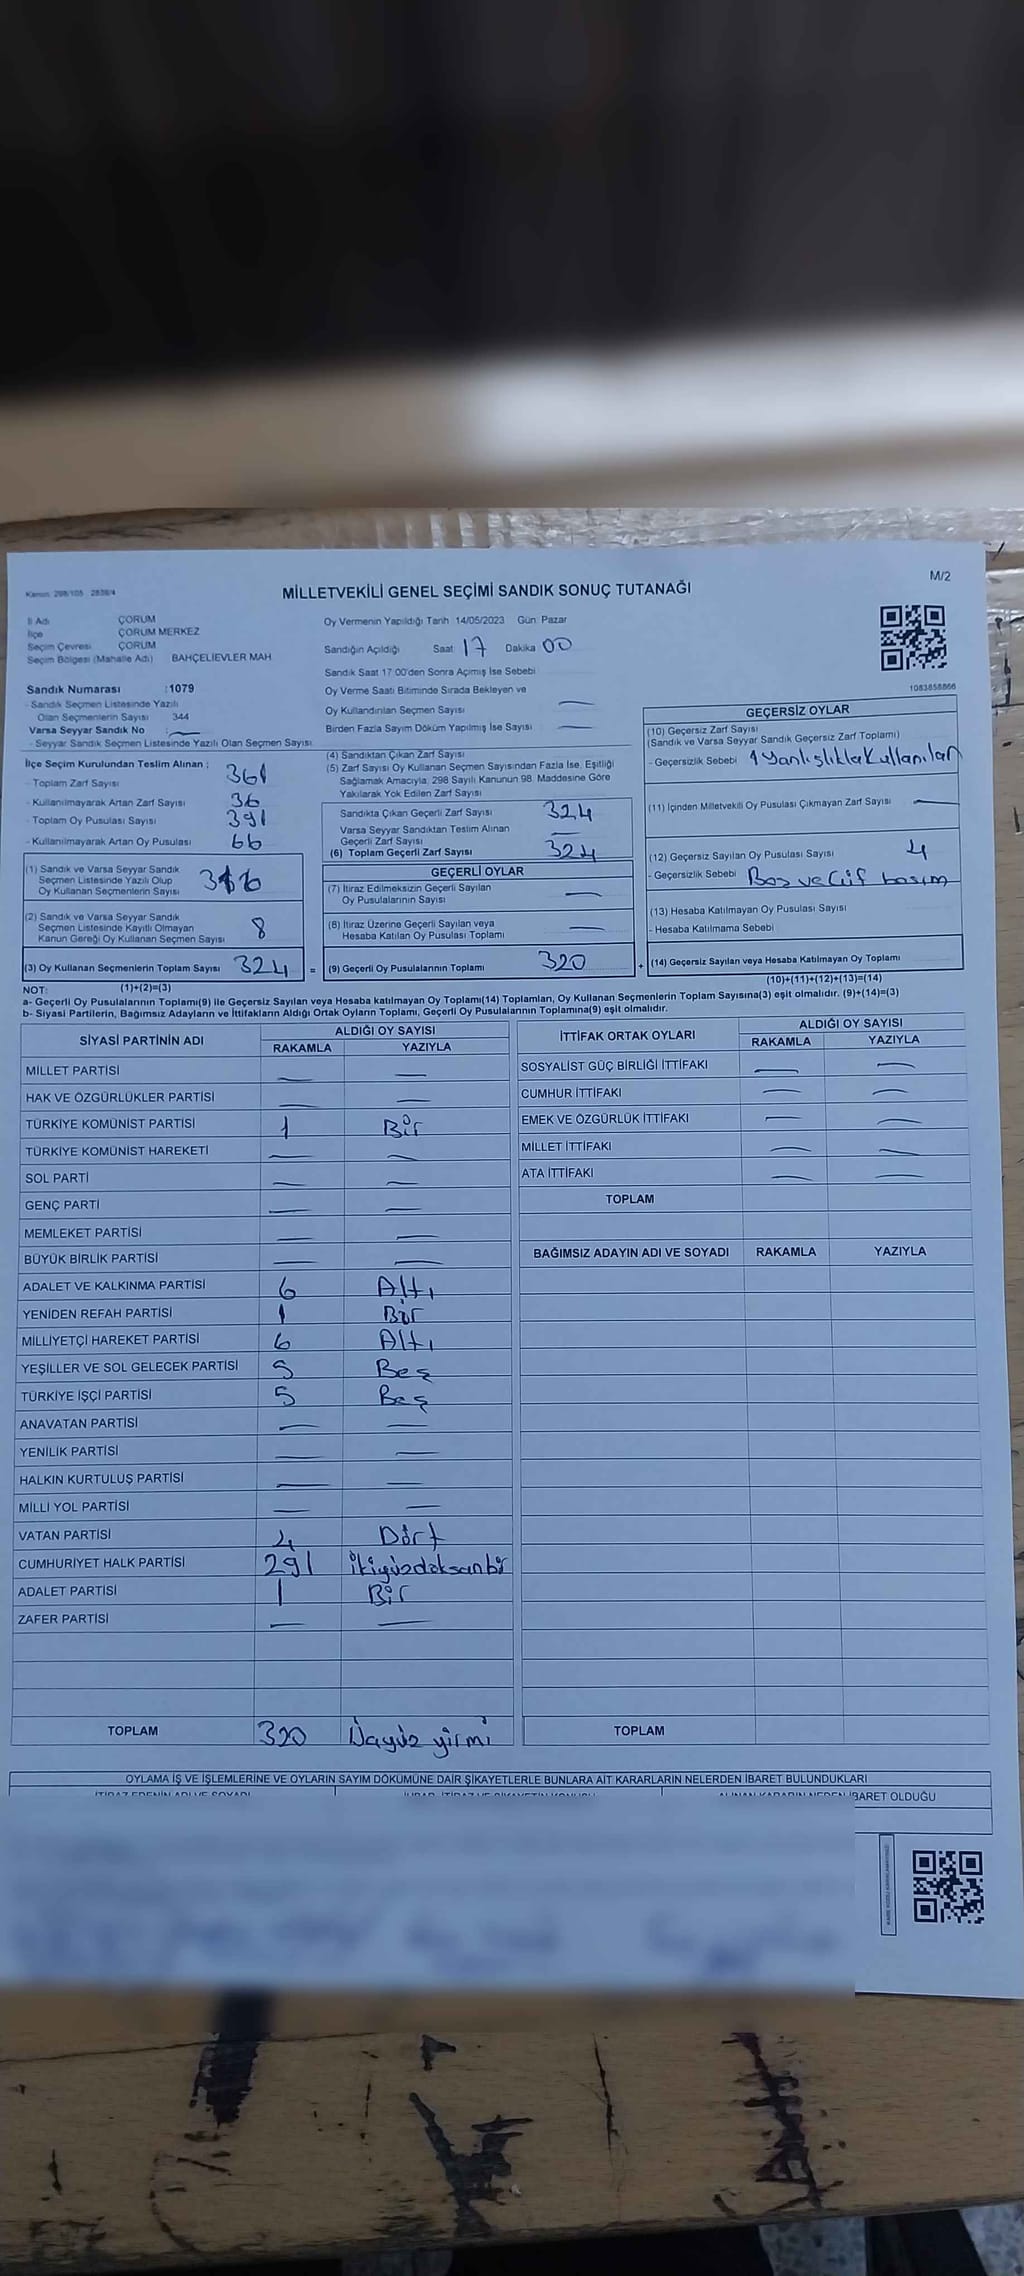 Kanun: 298/105 2839/4
MİLLETVEKİLİ GENEL SEÇİMİ SANDIK SONUÇ TUTANAĞI
M/2
İl Adı ÇORUM
İlçe ÇORUM MERKEZ
Seçim Çevresi ÇORUM
Seçim Bölgesi (Mahalle Adı) BAHÇELİEVLER MAH
Sandık Numarası :1079
- Sandık Seçmen Listesinde Yazılı
Olan Seçmenlerin Sayısı 344
Varsa Seyyar Sandık No :
- Seyyar Sandık Seçmen Listesinde Yazılı Olan Seçmen Sayısı
İlçe Seçim Kurulundan Teslim Alınan :
- Toplam Zarf Sayısı 361
- Kullanılmayarak Artan Zarf Sayısı 36
- Toplam Oy Pusulası Sayısı 391
- Kullanılmayarak Artan Oy Pusulası 66
(1) Sandık ve Varsa Seyyar Sandık
Seçmen Listesinde Yazılı Olup
Oy Kullanan Seçmenlerin Sayısı 316
(2) Sandık ve Varsa Seyyar Sandık
Seçmen Listesinde Kayıtlı Olmayan
Kanun Gereği Oy Kullanan Seçmen Sayısı 8
(3) Oy Kullanan Seçmenlerin Toplam Sayısı 324 =
Oy Vermenin Yapıldığı Tarih 14/05/2023 Gün Pazar
Sandığın Açıldığı Saat 17 Dakika 00
Sandık Saat 17:00'den Sonra Açımış İse Sebebi
Oy Verme Saati Bitiminde Sırada Bekleyen ve
Oy Kullandırılan Seçmen Sayısı
Birden Fazla Sayım Döküm Yapılmış İse Sayısı
(4) Sandıktan Çıkan Zarf Sayısı
(5) Zarf Sayısı Oy Kullanan Seçmen Sayısından Fazla İse, Eşitliği
Sağlamak Amacıyla, 298 Sayılı Kanunun 98. Maddesine Göre
Yakılarak Yok Edilen Zarf Sayısı
Sandıkta Çıkan Geçerli Zarf Sayısı 324
Varsa Seyyar Sandıktan Teslim Alınan
Geçerli Zarf Sayısı
(6) Toplam Geçerli Zarf Sayısı 324
GEÇERLİ OYLAR
(7) İtiraz Edilmeksizin Geçerli Sayılan
Oy Pusulalarının Sayısı
(8) İtiraz Üzerine Geçerli Sayılan veya
Hesaba Katılan Oy Pusulası Toplamı
(9) Geçerli Oy Pusulalarının Toplamı 320 +
1083858866
GEÇERSİZ OYLAR
(10) Geçersiz Zarf Sayısı
(Sandık ve Varsa Seyyar Sandık Geçersiz Zarf Toplamı)
- Geçersizlik Sebebi 1 Yanlışlıkla Kullanılan
(11) İçinden Milletvekili Oy Pusulası Çıkmayan Zarf Sayısı
(12) Geçersiz Sayılan Oy Pusulası Sayısı 4
- Geçersizlik Sebebi Boş ve Çif basım
(13) Hesaba Katılmayan Oy Pusulası Sayısı
- Hesaba Katılmama Sebebi
(14) Geçersiz Sayılan veya Hesaba Katılmayan Oy Toplamı
NOT: (1)+(2)=(3)
(10)+(11)+(12)+(13)=(14)
a- Geçerli Oy Pusulalarının Toplamı(9) ile Geçersiz Sayılan veya Hesaba katılmayan Oy Toplamı(14) Toplamları, Oy Kullanan Seçmenlerin Toplam Sayısına(3) eşit olmalıdır. (9)+(14)=(3)
b- Siyasi Partilerin, Bağımsız Adayların ve İttifakların Aldığı Ortak Oyların Toplamı, Geçerli Oy Pusulalarının Toplamına(9) eşit olmalıdır.
SİYASİ PARTİNİN ADI
ALDIĞI OY SAYISI
RAKAMLA YAZIYLA
MİLLET PARTİSİ
HAK VE ÖZGÜRLÜKLER PARTİSİ
TÜRKİYE KOMÜNİST PARTİSİ 1 Bir
TÜRKİYE KOMÜNİST HAREKETİ
SOL PARTİ
GENÇ PARTİ
MEMLEKET PARTİSİ
BÜYÜK BİRLİK PARTİSİ
ADALET VE KALKINMA PARTİSİ 6 Altı
YENİDEN REFAH PARTİSİ 1 Bir
MİLLİYETÇİ HAREKET PARTİSİ 6 Altı
YEŞİLLER VE SOL GELECEK PARTİSİ 5 Beş
TÜRKİYE İŞÇİ PARTİSİ 5 Beş
ANAVATAN PARTİSİ
YENİLİK PARTİSİ
HALKIN KURTULUŞ PARTİSİ
MİLLİ YOL PARTİSİ
VATAN PARTİSİ 4 Dört
CUMHURİYET HALK PARTİSİ 291 ikiyüzdoksanbir
ADALET PARTİSİ 1 Bir
ZAFER PARTİSİ
TOPLAM 320 Üçyüz yirmi
İTTİFAK ORTAK OYLARI
ALDIĞI OY SAYISI
RAKAMLA YAZIYLA
SOSYALİST GÜÇ BİRLİĞİ İTTİFAKI
CUMHUR İTTİFAKI
EMEK VE ÖZGÜRLÜK İTTİFAKI
MİLLET İTTİFAKI
ATA İTTİFAKI
TOPLAM
BAĞIMSIZ ADAYIN ADI VE SOYADI RAKAMLA YAZIYLA
TOPLAM
OYLAMA İŞ VE İŞLEMLERİNE VE OYLARIN SAYIM DÖKÜMÜNE DAİR ŞİKAYETLERLE BUNLARA AİT KARARLARIN NELERDEN İBARET BULUNDUKLARI
İTİRAZ EDENİN ADI VE SOYADI
ALINAN KARARIN NEDEN İBARET OLDUĞU